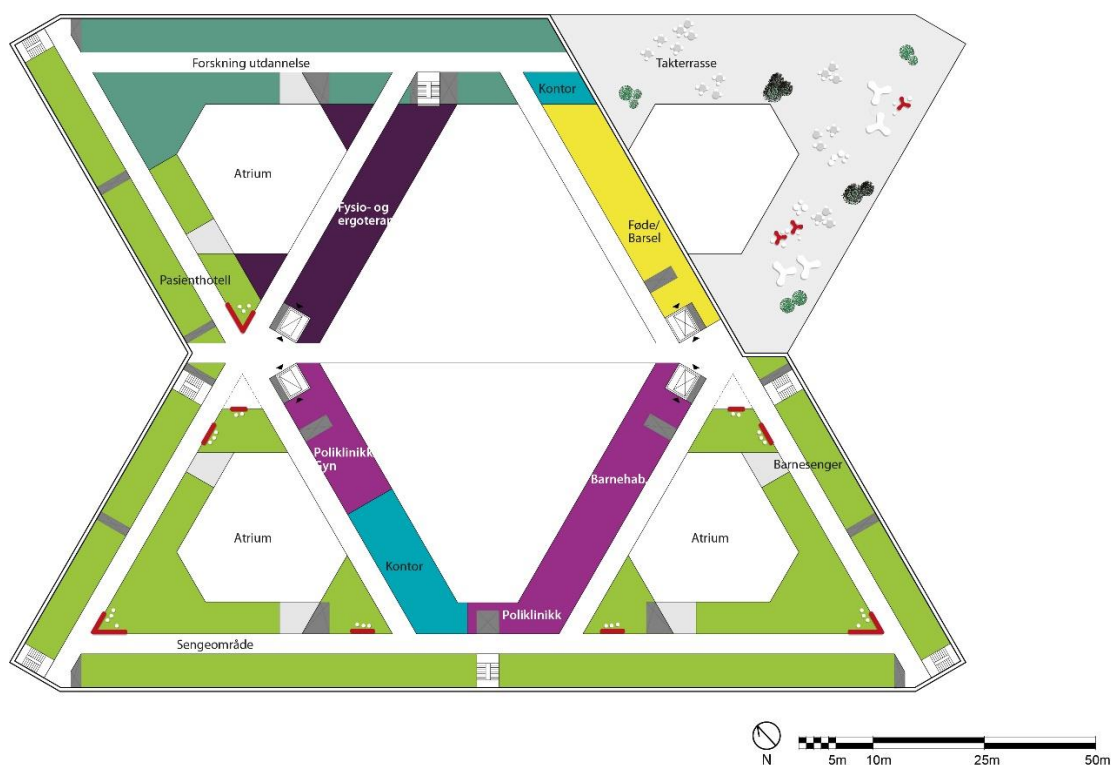 Forskning utdannelse
Takterrasse
Kontor
Atrium
Fysio- og
ergoterap
Føde/
Barsel
Pasienthotell
Poliklinikk
Gyn
Barnehab.
Barnesenger
Atrium
Atrium
Kontor
Poliklinikk
Sengeområde
N
5m 10m 25m 50m